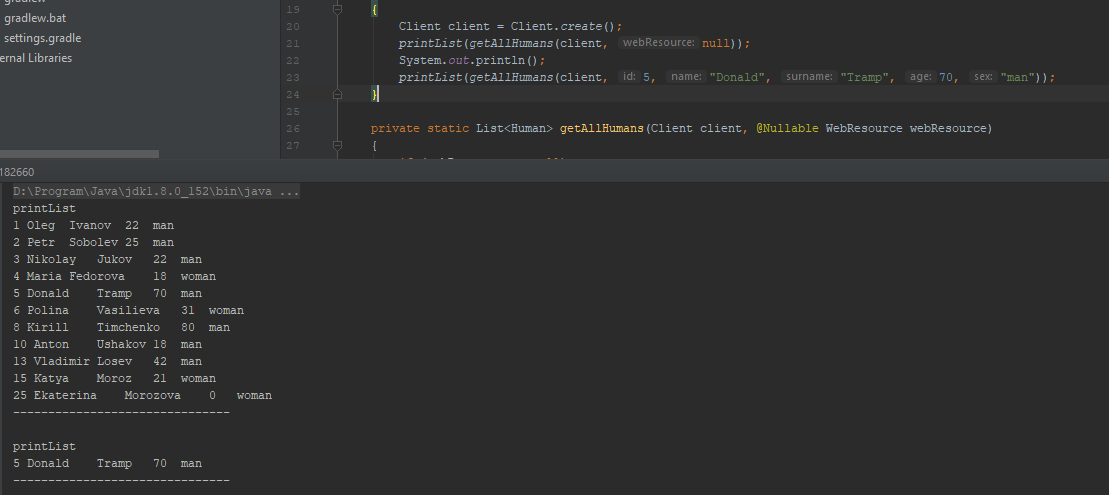 gradlew.bat
settings.gradle
ernal Libraries
19 {
20 Client client = Client.create();
21 printList(getAllHumans(client, webResource: null));
22 System.out.println();
23 printList(getAllHumans(client, id: 5, name: "Donald", surname: "Tramp", age: 70, sex: "man"));
24 }
25
26 private static List<Human> getAllHumans(Client client, @Nullable WebResource webResource)
27 {
182660
D:\Program\Java\jdk1.8.0_152\bin\java ...
printList
1 Oleg Ivanov 22 man
2 Petr Sobolev 25 man
3 Nikolay Jukov 22 man
4 Maria Fedorova 18 woman
5 Donald Tramp 70 man
6 Polina Vasilieva 31 woman
8 Kirill Timchenko 80 man
10 Anton Ushakov 18 man
13 Vladimir Losev 42 man
15 Katya Moroz 21 woman
25 Ekaterina Morozova 0 woman
-------------------------------
printList
5 Donald Tramp 70 man
-------------------------------